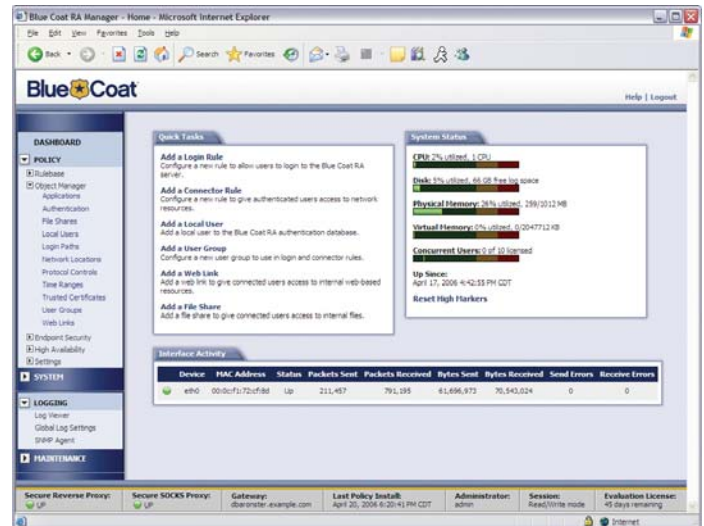 Blue Coat RA Manager - Home - Microsoft Internet Explorer
File Edit View Favorites Tools Help
Back Search Favorites
Blue Coat
Help | Logout
DASHBOARD
POLICY
Rulebase
Object Manager
Applications
Authentication
File Shares
Local Users
Login Paths
Network Locations
Protocol Controls
Time Ranges
Trusted Certificates
User Groups
Web Links
Endpoint Security
High Availability
Settings
SYSTEM
LOGGING
Log Viewer
Global Log Settings
SNMP Agent
MAINTENANCE
Quick Tasks
Add a Login Rule
Configure a new rule to allow users to login to the Blue Coat RA
server.
Add a Connector Rule
Configure a new rule to give authenticated users access to network
resources.
Add a Local User
Add a local user to the Blue Coat RA authentication database.
Add a User Group
Configure a new user group to use in login and connector rules.
Add a Web Link
Add a web link to give connected users access to internal web-based
resources.
Add a File Share
Add a file share to give connected users access to internal files.
System Status
CPU: 2% utilized, 1 CPU
Disk: 5% utilized, 66 GB free log space
Physical Memory: 26% utilized, 259/1012 MB
Virtual Memory: 0% utilized, 0/2047712 KB
Concurrent Users: 0 of 10 licensed
Up Since:
April 17, 2006 4:42:55 PM CDT
Reset High Markers
Interface Activity
Device MAC Address Status Packets Sent Packets Received Bytes Sent Bytes Received Send Errors Receive Errors
eth0 Up 211,457 791,195 61,696,973 70,543,024 0 0
Secure Reverse Proxy: Secure SOCKS Proxy: Gateway: Last Policy Install: Administrator: Session: Evaluation License:
UP UP dbaronster.example.com April 20, 2006 6:20:41 PM CDT admin Read/Write mode 45 days remaining
Internet